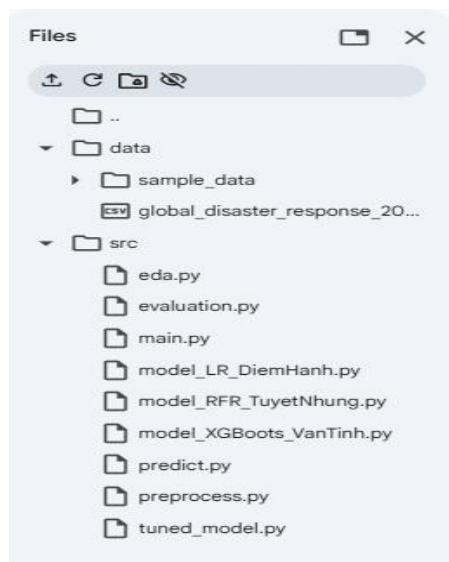 Files
..
data
sample_data
CSV global_disaster_response_20...
src
eda.py
evaluation.py
main.py
model_LR_DiemHanh.py
model_RFR_TuyetNhung.py
model_XGBoots_VanTinh.py
predict.py
preprocess.py
tuned_model.py